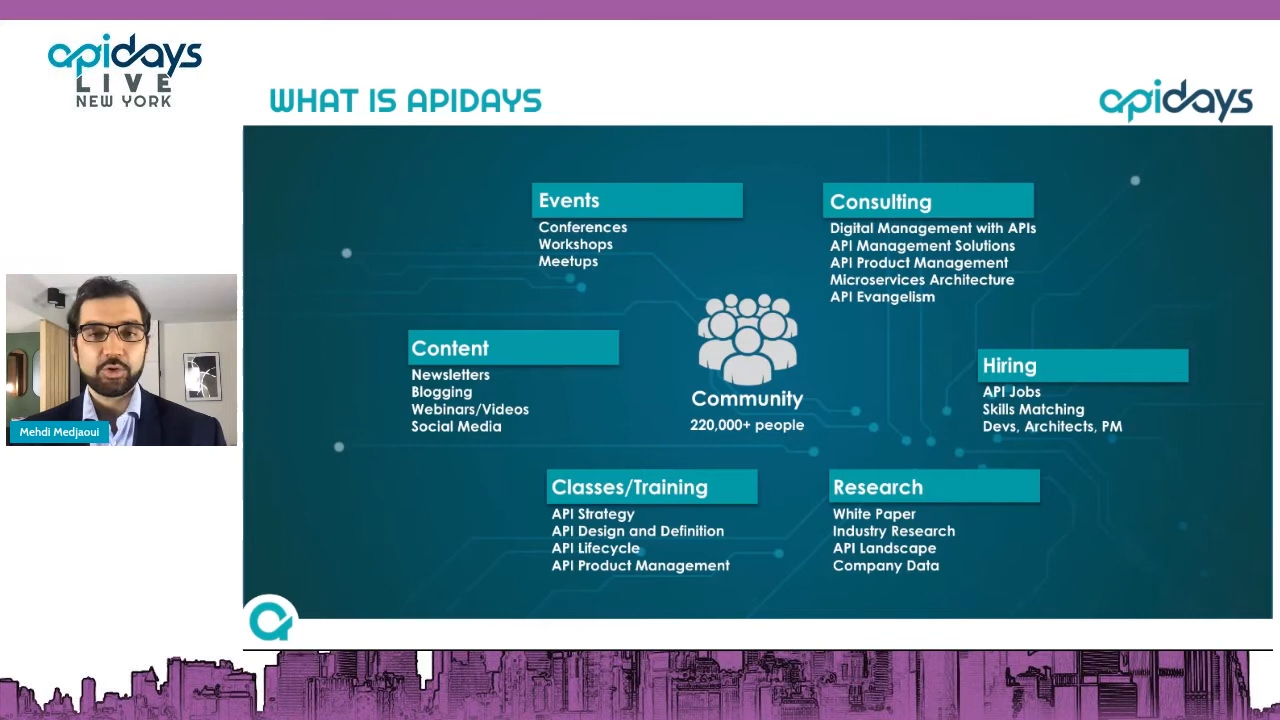 apidays
LIVE
NEW YORK
WHAT IS APIDAYS
apidays
Events
Conferences
Workshops
Meetups
Consulting
Digital Management with APIs
API Management Solutions
API Product Management
Microservices Architecture
API Evangelism
Content
Newsletters
Blogging
Webinars/Videos
Social Media
Community
220,000+ people
Hiring
API Jobs
Skills Matching
Devs, Architects, PM
Classes/Training
API Strategy
API Design and Definition
API Lifecycle
API Product Management
Research
White Paper
Industry Research
API Landscape
Company Data
Mehdi Medjaoui